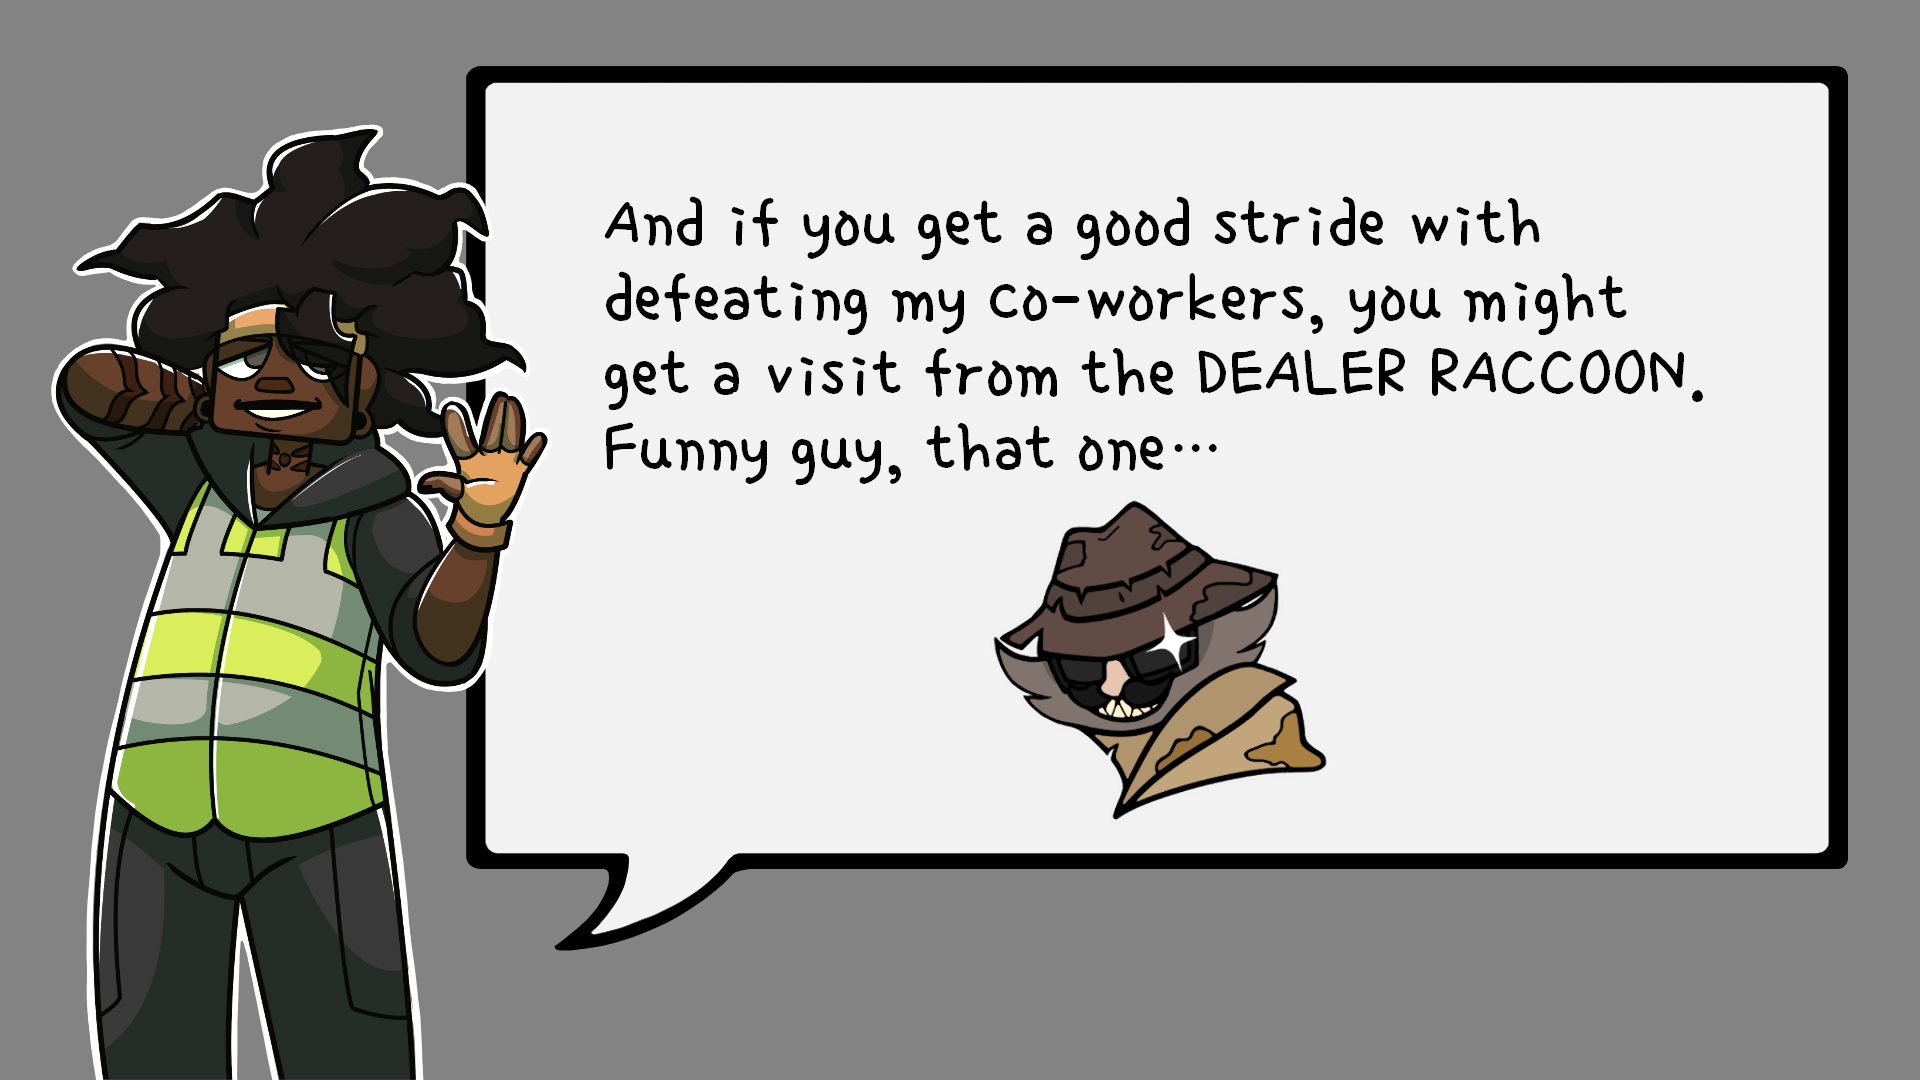 And if you get a good stride with
defeating my co-workers, you might
get a visit from the DEALER RACCOON.
Funny guy, that one…